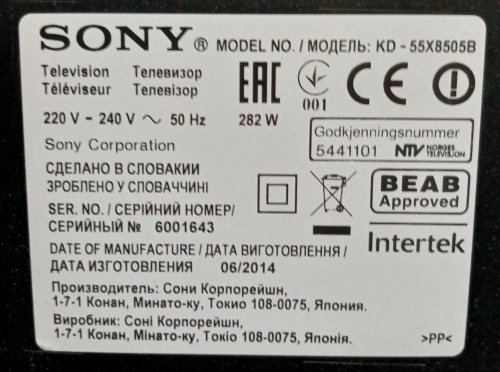 SONY® MODEL NO. / МОДЕЛЬ: KD - 55X8505B
Television Телевизор
Téléviseur Телевізор
EAC
001
CE
220 V - 240 V ~ 50 Hz 282 W
Godkjenningsnummer
5441101 NTV NORGES TELEVISJON
Sony Corporation
СДЕЛАНО В СЛОВАКИИ
ЗРОБЛЕНО У СЛОВАЧЧИНІ
BEAB
Approved
SER. NO. / СЕРІЙНИЙ НОМЕР/
СЕРИЙНЫЙ № 6001643
Intertek
DATE OF MANUFACTURE / ДАТА ВИГОТОВЛЕННЯ /
ДАТА ИЗГОТОВЛЕНИЯ 06/2014
Производитель: Сони Корпорейшн,
1-7-1 Конан, Минато-ку, Токио 108-0075, Япония.
Виробник: Соні Корпорейшн,
1-7-1 Конан, Мінато-ку, Токіо 108-0075, Японія. >PP<